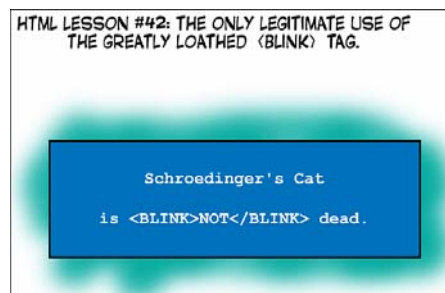 HTML LESSON #42: THE ONLY LEGITIMATE USE OF
THE GREATLY LOATHED <BLINK> TAG.
Schroedinger's Cat
is <BLINK>NOT</BLINK> dead.